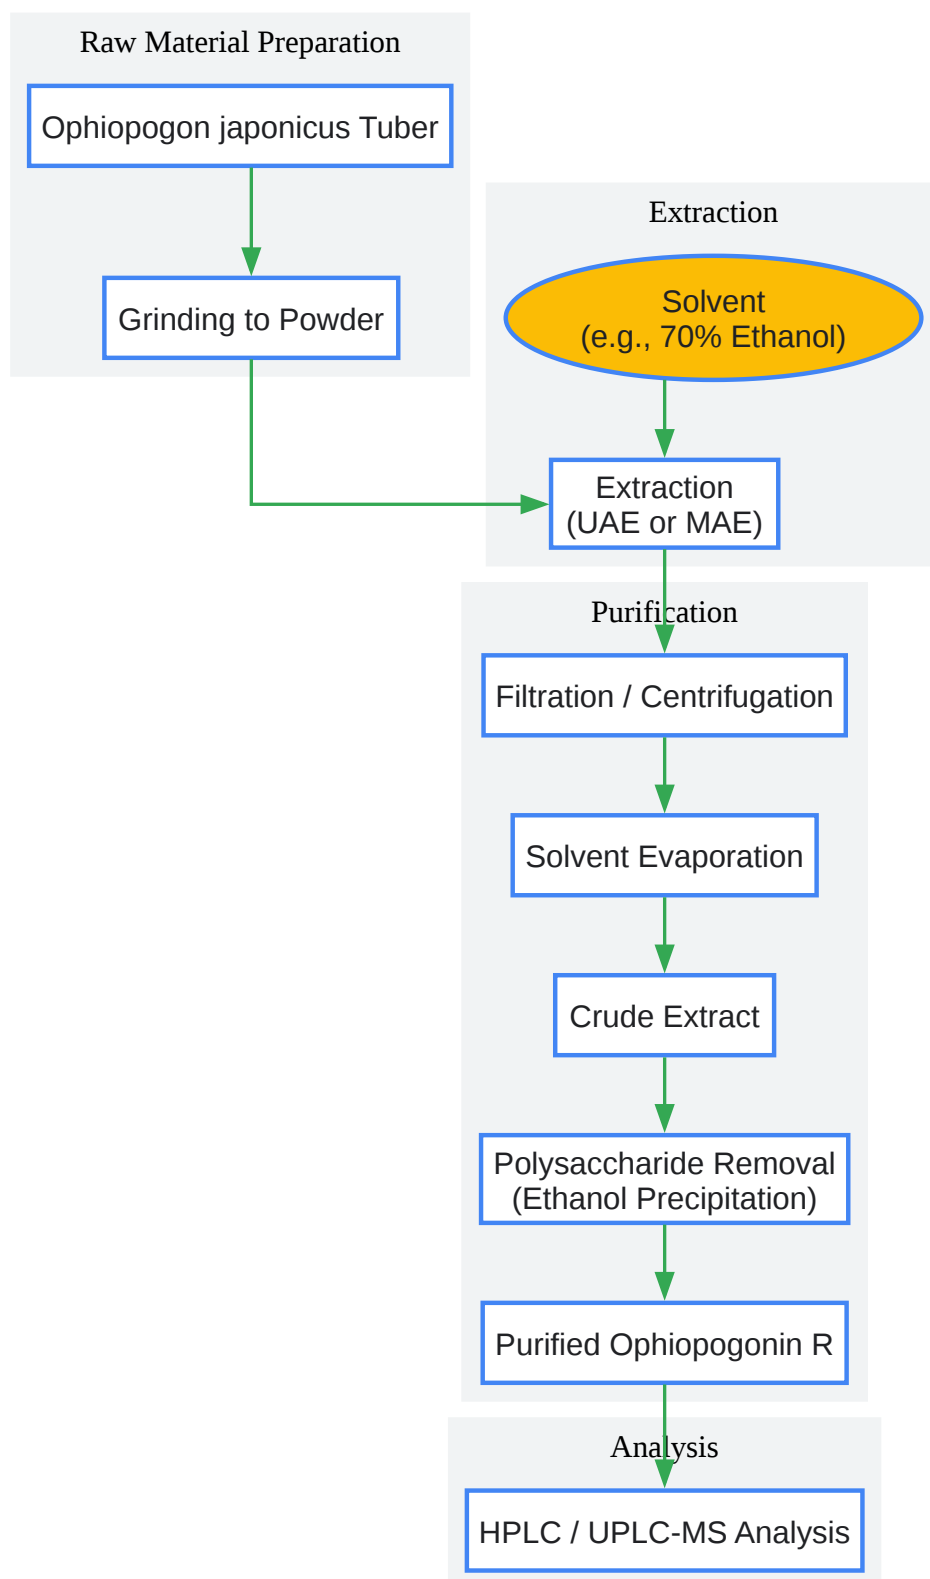 Raw Material Preparation
Ophiopogon japonicus Tuber
Grinding to Powder
Extraction
Solvent
(e.g., 70% Ethanol)
Extraction
(UAE or MAE)
Purification
Filtration / Centrifugation
Solvent Evaporation
Crude Extract
Polysaccharide Removal
(Ethanol Precipitation)
Purified Ophiopogonin R
Analysis
HPLC / UPLC-MS Analysis